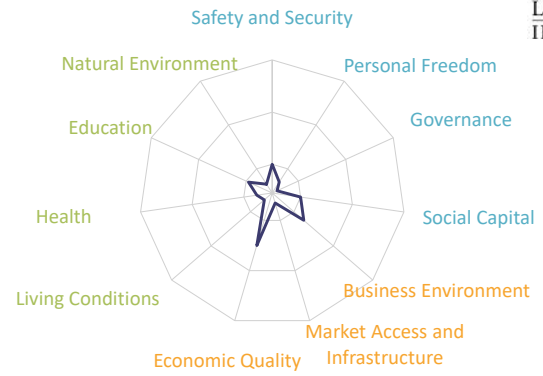 Safety and Security
Natural Environment
Personal Freedom
Education
Governance
Health
Social Capital
Living Conditions
Business Environment
Market Access and
Infrastructure
Economic Quality